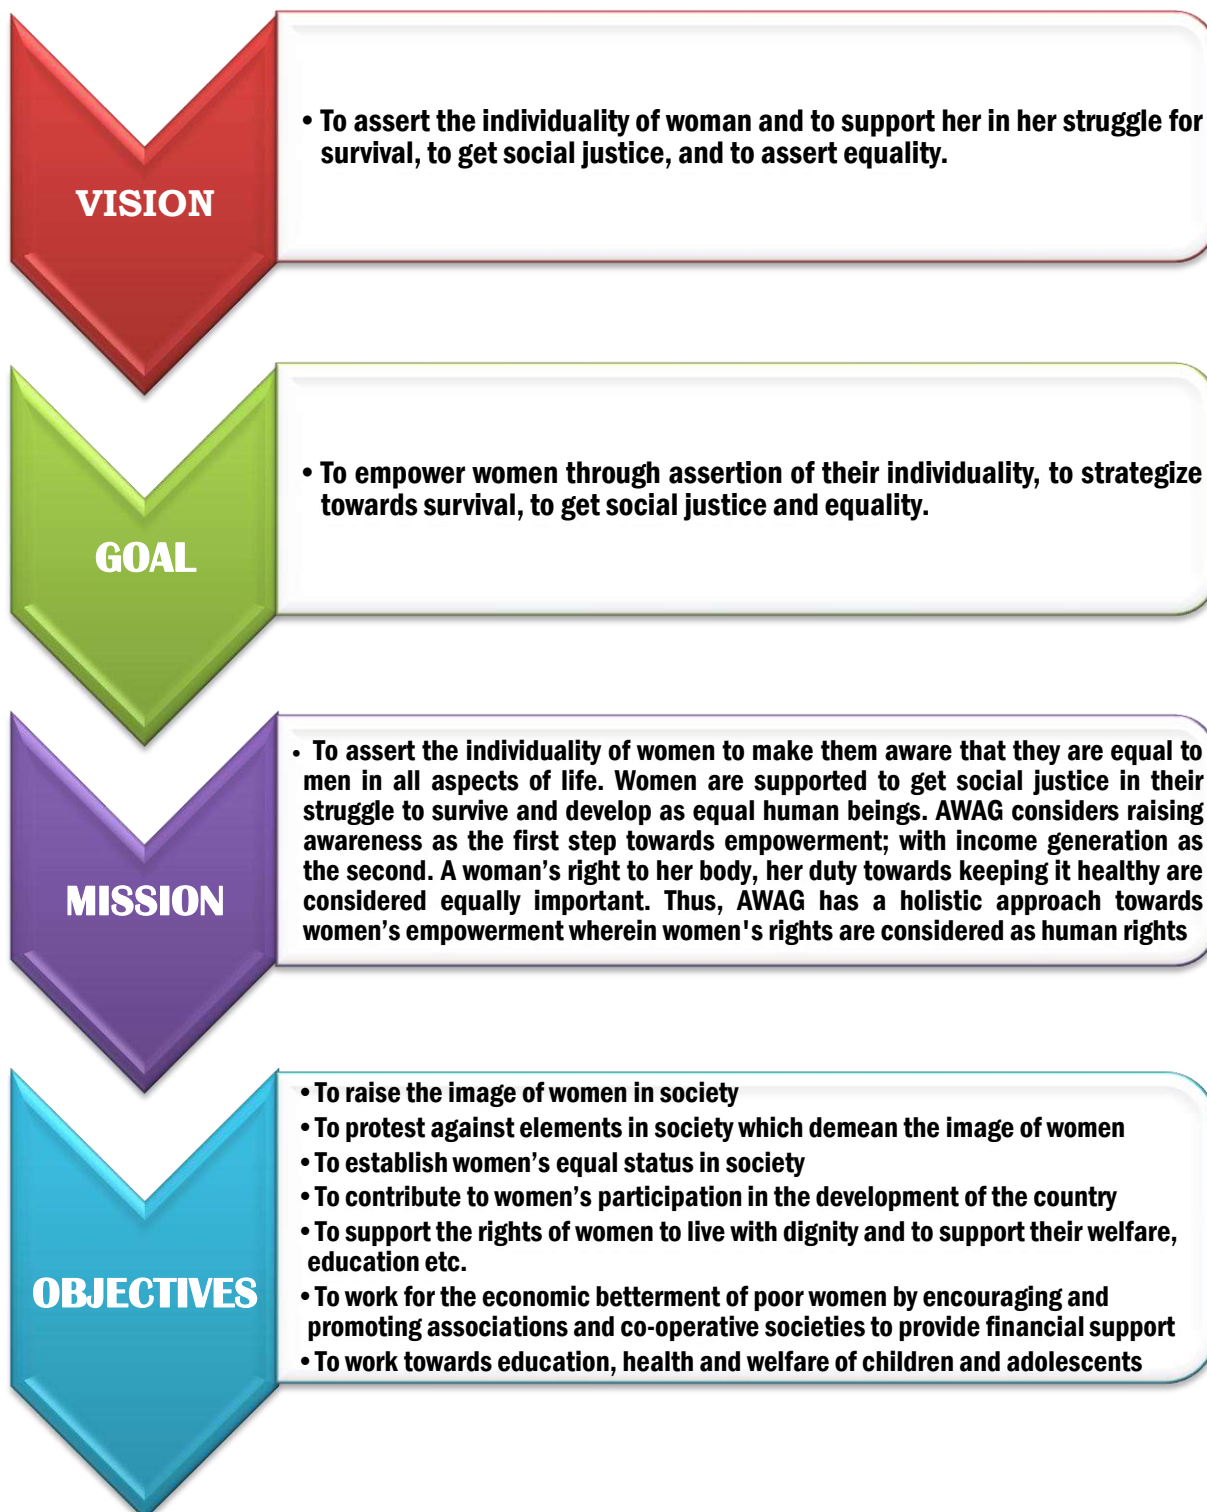 VISION
• To assert the individuality of woman and to support her in her struggle for
survival, to get social justice, and to assert equality.
GOAL
• To empower women through assertion of their individuality, to strategize
towards survival, to get social justice and equality.
MISSION
• To assert the individuality of women to make them aware that they are equal to
men in all aspects of life. Women are supported to get social justice in their
struggle to survive and develop as equal human beings. AWAG considers raising
awareness as the first step towards empowerment; with income generation as
the second. A woman’s right to her body, her duty towards keeping it healthy are
considered equally important. Thus, AWAG has a holistic approach towards
women’s empowerment wherein women's rights are considered as human rights
OBJECTIVES
• To raise the image of women in society
• To protest against elements in society which demean the image of women
• To establish women’s equal status in society
• To contribute to women’s participation in the development of the country
• To support the rights of women to live with dignity and to support their welfare,
education etc.
• To work for the economic betterment of poor women by encouraging and
promoting associations and co-operative societies to provide financial support
• To work towards education, health and welfare of children and adolescents